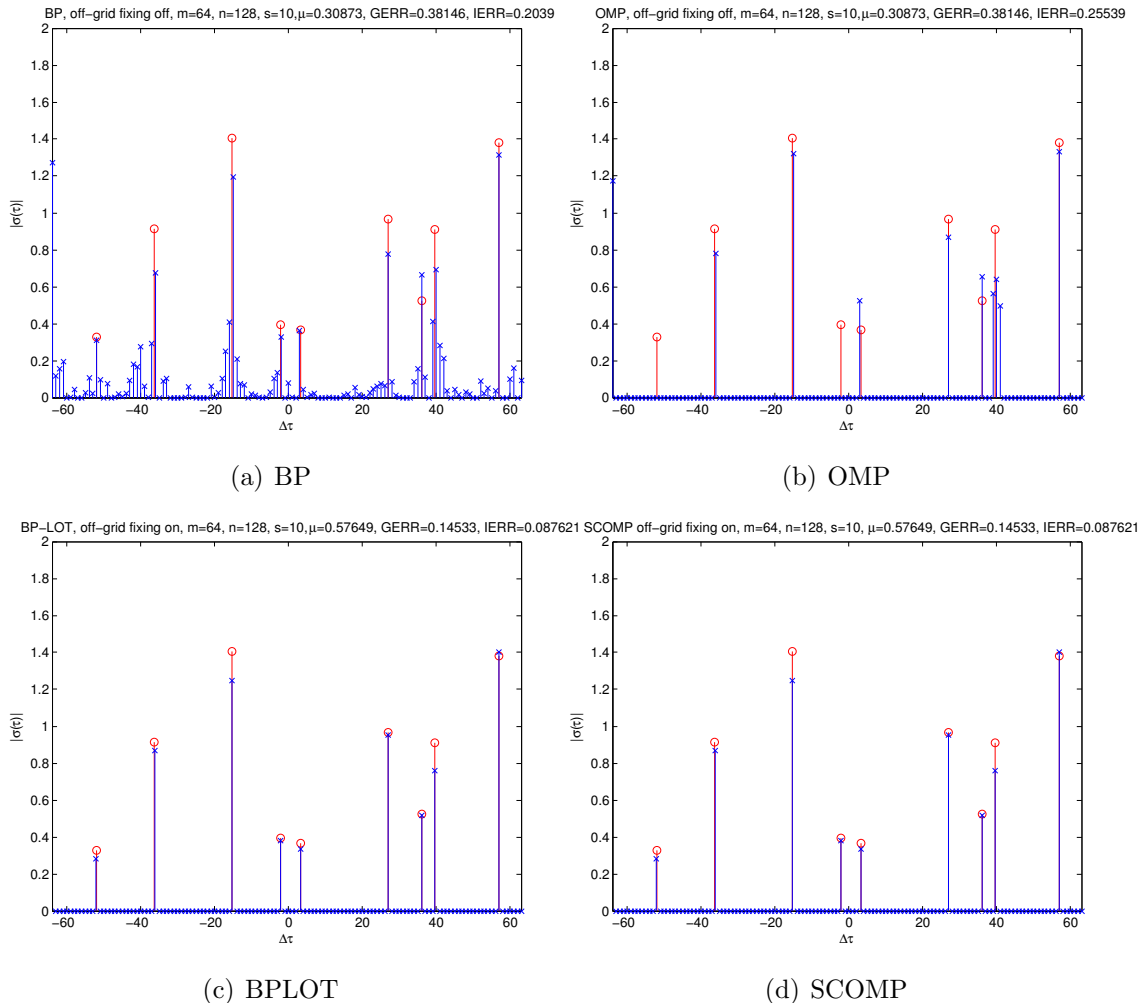 BP, off-grid fixing off, m=64, n=128, s=10,μ=0.30873, GERR=0.38146, IERR=0.2039
2
1.8
1.6
1.4
1.2
1
0.8
0.6
0.4
0.2
0
|σ(τ)|
−60 −40 −20 0 20 40 60
Δτ
(a) BP
OMP, off-grid fixing off, m=64, n=128, s=10,μ=0.30873, GERR=0.38146, IERR=0.25539
2
1.8
1.6
1.4
1.2
1
0.8
0.6
0.4
0.2
0
|σ(τ)|
−60 −40 −20 0 20 40 60
Δτ
(b) OMP
BP−LOT, off-grid fixing on, m=64, n=128, s=10,μ=0.57649, GERR=0.14533, IERR=0.087621
2
1.8
1.6
1.4
1.2
1
0.8
0.6
0.4
0.2
0
|σ(τ)|
−60 −40 −20 0 20 40 60
Δτ
(c) BPLOT
SCOMP off-grid fixing on, m=64, n=128, s=10, μ=0.57649, GERR=0.14533, IERR=0.087621
2
1.8
1.6
1.4
1.2
1
0.8
0.6
0.4
0.2
0
|σ(τ)|
−60 −40 −20 0 20 40 60
Δτ
(d) SCOMP